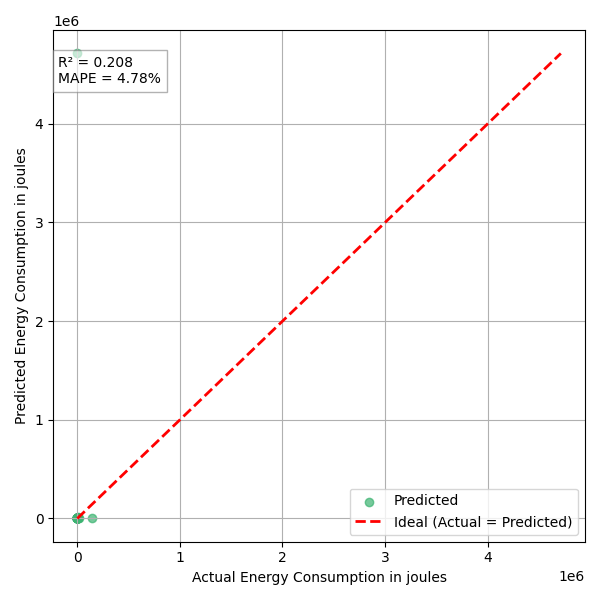 1e6
R² = 0.208
MAPE = 4.78%
4
3
2
1
0
Predicted Energy Consumption in joules
Predicted
Ideal (Actual = Predicted)
0
1
2
3
4
Actual Energy Consumption in joules
1e6